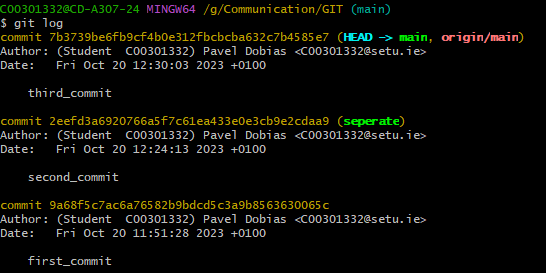 C00301332@CD-A307-24 MINGW64 /g/Communication/GIT (main)
$ git log
commit 7b3739be6fb9cf4b0e312fbcbcba632c7b4585e7 (HEAD -> main, origin/main)
Author: (Student  C00301332) Pavel Dobias <C00301332@setu.ie>
Date:   Fri Oct 20 12:30:03 2023 +0100
third_commit
commit 2eefd3a6920766a5f7c61ea433e0e3cb9e2cdaa9 (seperate)
Author: (Student  C00301332) Pavel Dobias <C00301332@setu.ie>
Date:   Fri Oct 20 12:24:13 2023 +0100
second_commit
commit 9a68f5c7ac6a76582b9bdcd5c3a9b8563630065c
Author: (Student  C00301332) Pavel Dobias <C00301332@setu.ie>
Date:   Fri Oct 20 11:51:28 2023 +0100
first_commit